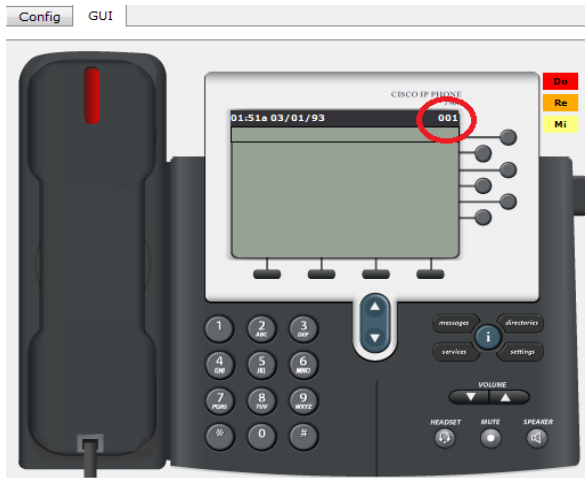 Config GUI
CISCO IP PHONE
Do
Re
Mi
01:51a 03/01/93 001
1 2 ABC 3 DEF
4 GHI 5 JKL 6 MNO
7 PQRS 8 TUV 9 WXYZ
* 0 #
messages directories
i
services settings
VOLUME
HEADSET MUTE SPEAKER